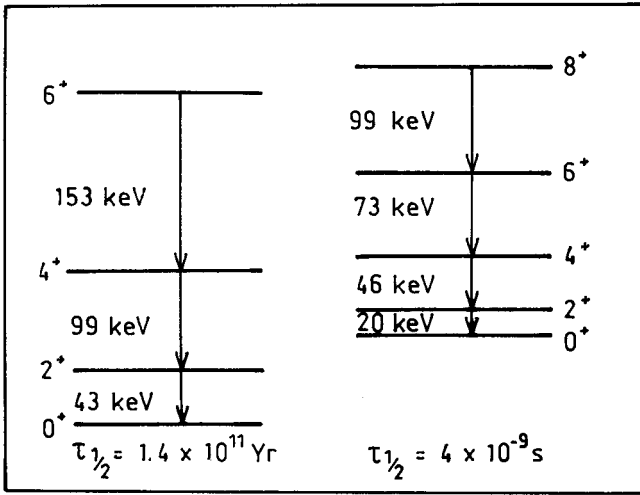 6⁺
153 keV
4⁺
99 keV
2⁺
43 keV
0⁺
τ½ = 1.4 x 10¹¹ Yr
8⁺
99 keV
6⁺
73 keV
4⁺
46 keV
2⁺
20 keV
0⁺
τ½ = 4 x 10⁻⁹ s